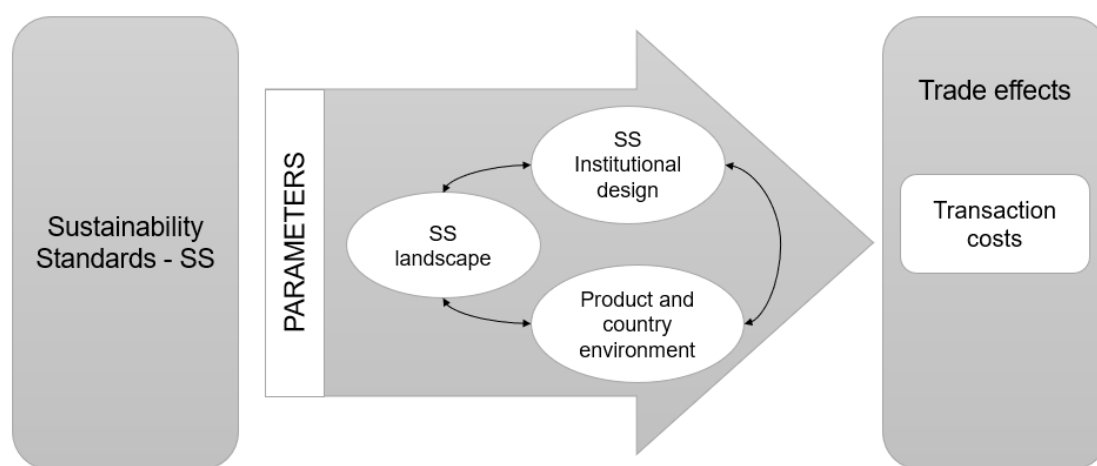 Sustainability
Standards - SS
PARAMETERS
SS
landscape
SS
Institutional
design
Product and
country
environment
Trade effects
Transaction
costs